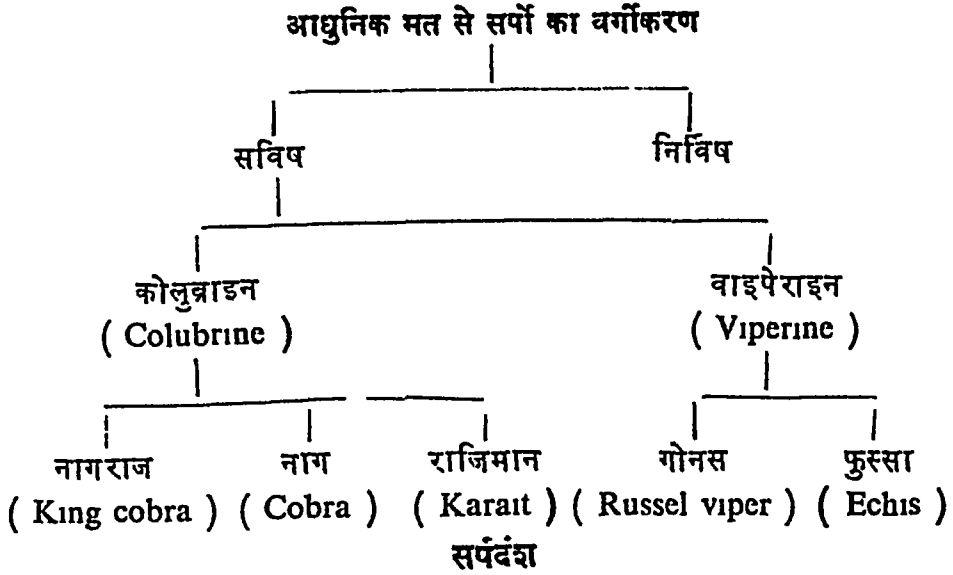 आधुनिक मत से सर्पो का वर्गीकरण
सविष निर्विष
कोलुब्राइन वाइपेराइन
( Colubrine ) ( Viperine )
नागराज नाग राजिमान गोनस फुस्सा
( King cobra ) ( Cobra ) ( Karait ) ( Russel viper ) ( Echis )
सर्पदंश